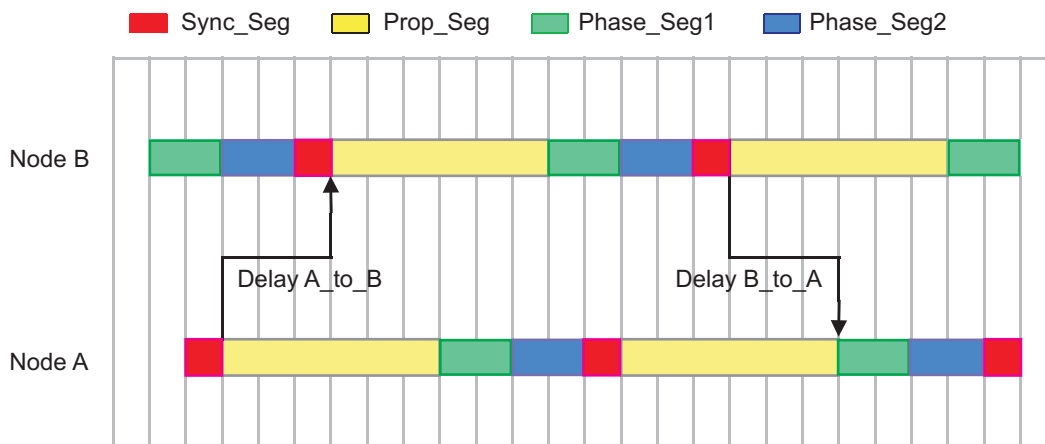 Sync_Seg Prop_Seg Phase_Seg1 Phase_Seg2
Node B
Delay A_to_B Delay B_to_A
Node A